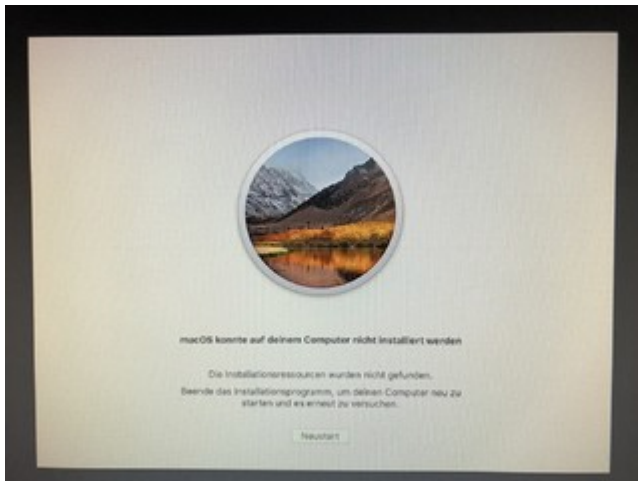 macOS konnte auf deinem Computer nicht installiert werden
Die Installationsressourcen wurden nicht gefunden.
Beende das Installationsprogramm, um deinen Computer neu zu
starten und es erneut zu versuchen.
Neustart